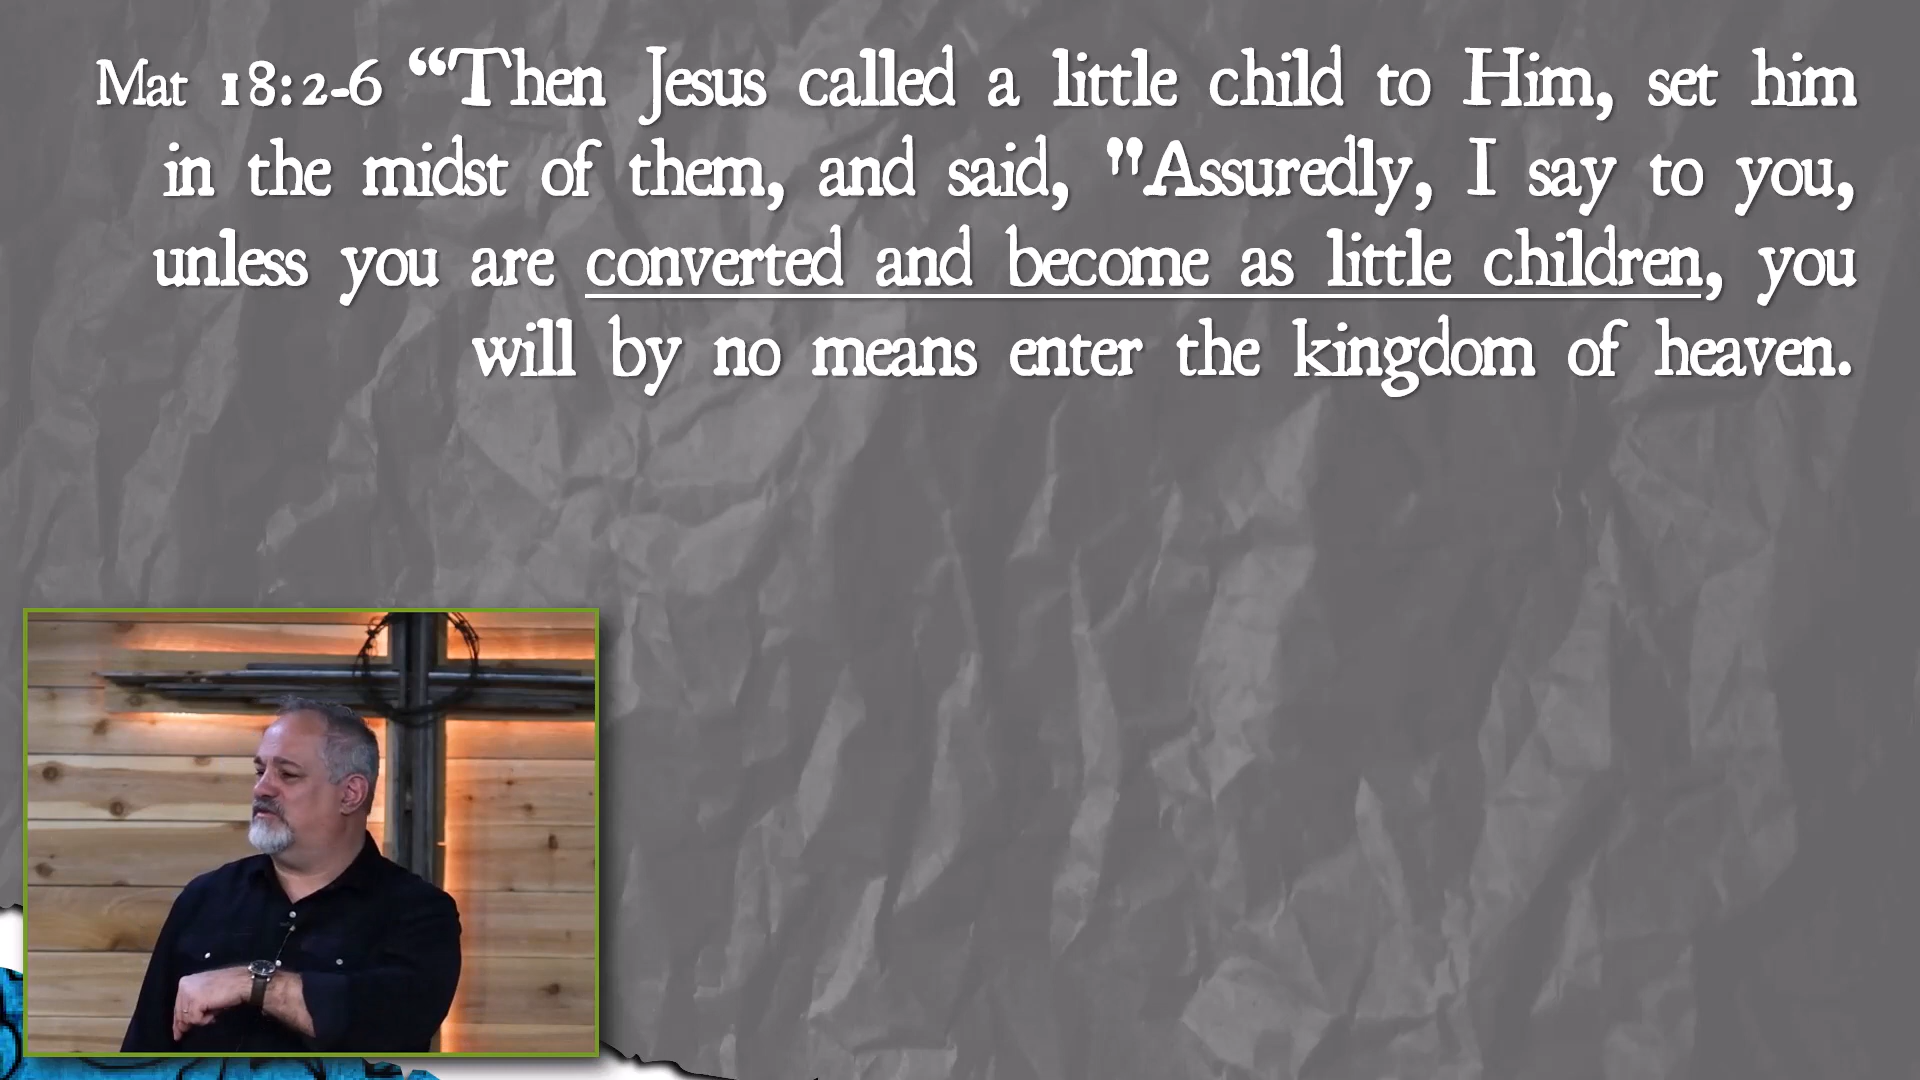 Mat 18:2-6 “Then Jesus called a little child to Him, set him
in the midst of them, and said, "Assuredly, I say to you,
unless you are converted and become as little children, you
will by no means enter the kingdom of heaven.